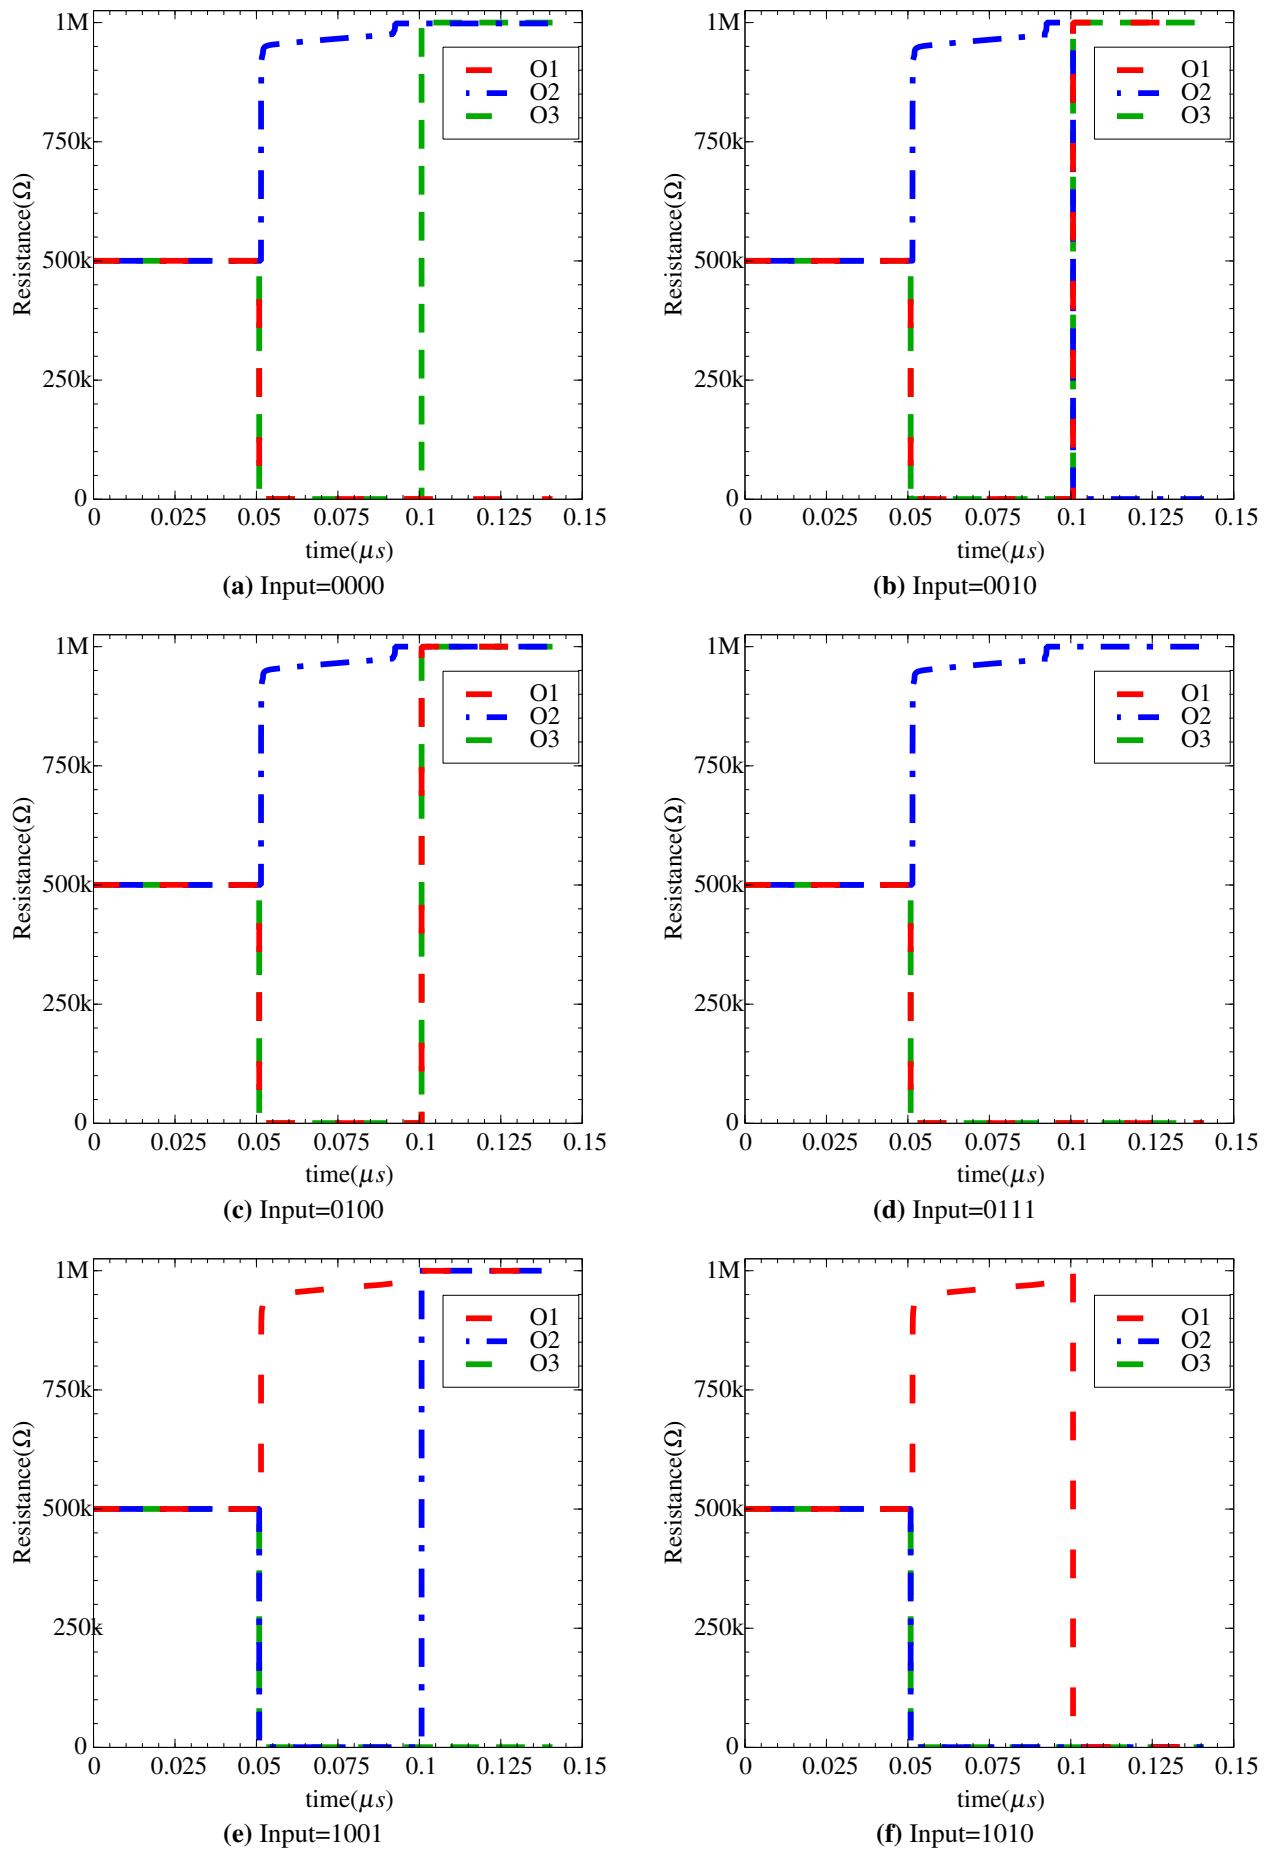 1M
750k
500k
250k
0
Resistance(Ω)
O1
O2
O3
0 0.025 0.05 0.075 0.1 0.125 0.15
time(μs)
(a) Input=0000
1M
750k
500k
250k
0
Resistance(Ω)
O1
O2
O3
0 0.025 0.05 0.075 0.1 0.125 0.15
time(μs)
(b) Input=0010
1M
750k
500k
250k
0
Resistance(Ω)
O1
O2
O3
0 0.025 0.05 0.075 0.1 0.125 0.15
time(μs)
(c) Input=0100
1M
750k
500k
250k
0
Resistance(Ω)
O1
O2
O3
0 0.025 0.05 0.075 0.1 0.125 0.15
time(μs)
(d) Input=0111
1M
750k
500k
250k
0
Resistance(Ω)
O1
O2
O3
0 0.025 0.05 0.075 0.1 0.125 0.15
time(μs)
(e) Input=1001
1M
750k
500k
250k
0
Resistance(Ω)
O1
O2
O3
0 0.025 0.05 0.075 0.1 0.125 0.15
time(μs)
(f) Input=1010